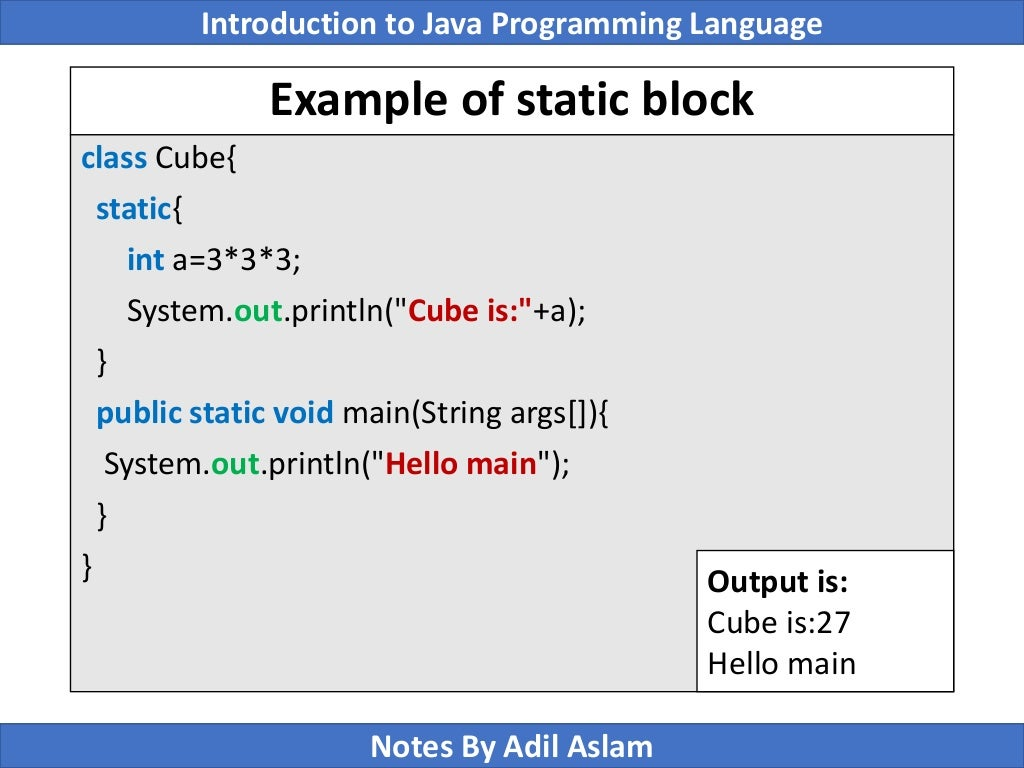 Introduction to Java Programming Language
Example of static block
class Cube{
static{
int a=3*3*3;
System.out.println("Cube is:"+a);
}
public static void main(String args[]){
System.out.println("Hello main");
}
}
Output is:
Cube is:27
Hello main
Notes By Adil Aslam